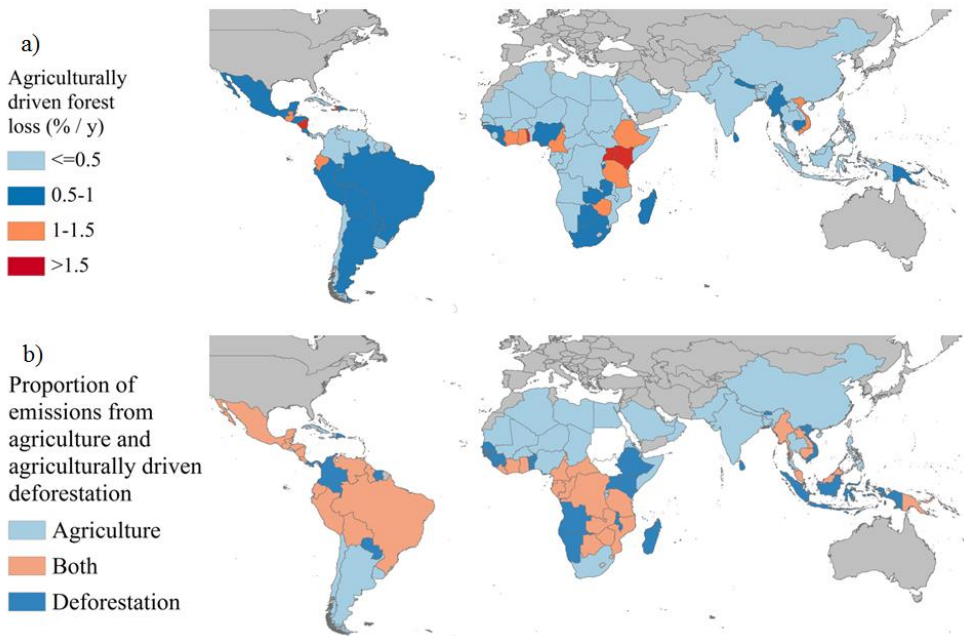 a)
Agriculturally
driven forest
loss (% / y)
<=0.5
0.5-1
1-1.5
>1.5
b)
Proportion of
emissions from
agriculture and
agriculturally driven
deforestation
Agriculture
Both
Deforestation